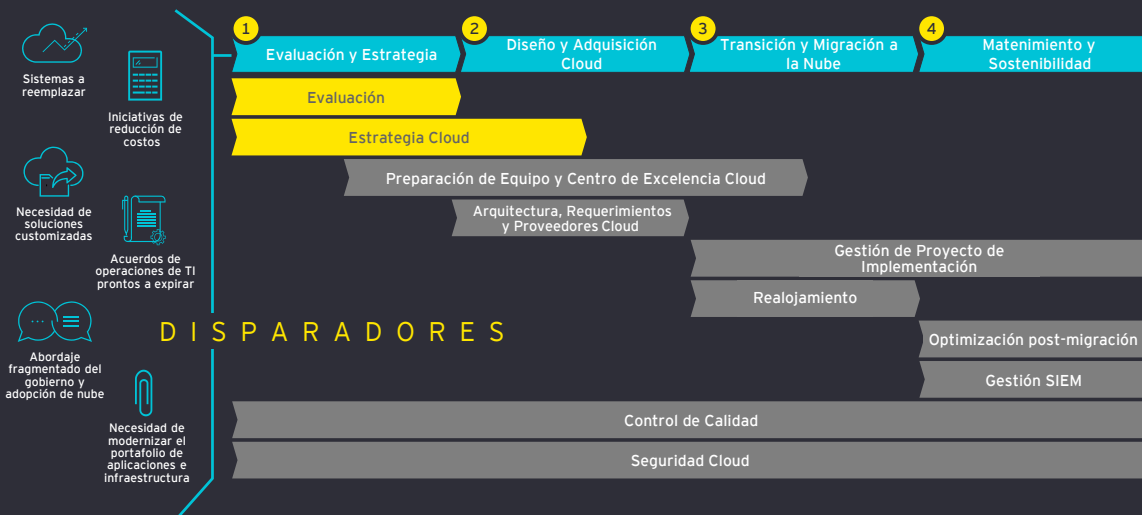 Sistemas a
reemplazar
Iniciativas de
reducción de
costos
Necesidad de
soluciones
customizadas
Acuerdos de
operaciones de TI
prontos a expirar
Abordaje
fragmentado del
gobierno y
adopción de nube
Necesidad de
modernizar el
portafolio de
aplicaciones e
infraestructura
DISPARADORES
1
Evaluación y Estrategia
2
Diseño y Adquisición
Cloud
3
Transición y Migración a
la Nube
4
Matenimiento y
Sostenibilidad
Evaluación
Estrategia Cloud
Preparación de Equipo y Centro de Excelencia Cloud
Arquitectura, Requerimientos
y Proveedores Cloud
Gestión de Proyecto de
Implementación
Realojamiento
Optimización post-migración
Gestión SIEM
Control de Calidad
Seguridad Cloud